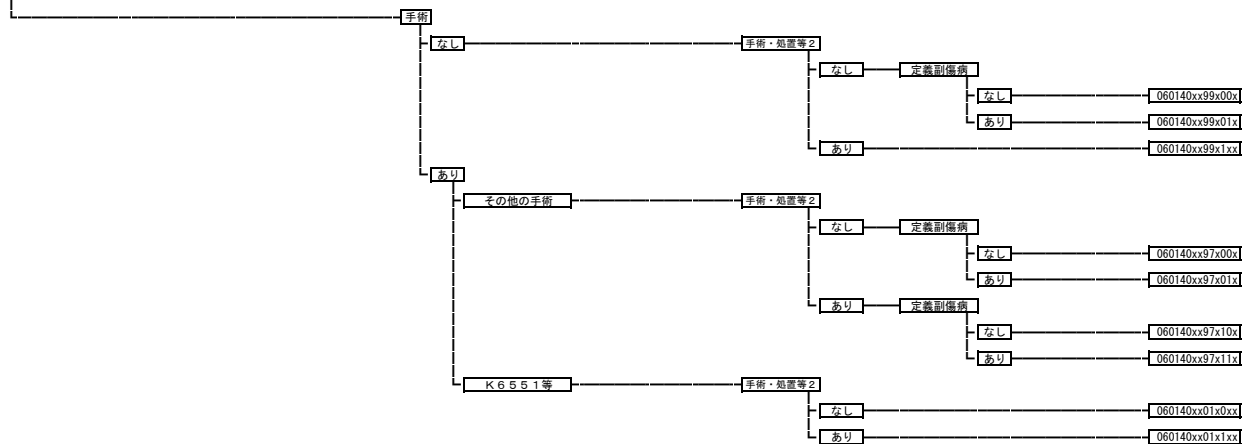 手術
なし 手術・処置等2
なし 定義副傷病
なし 060140xx99x00x
あり 060140xx99x01x
あり 060140xx99x1xx
あり
その他の手術 手術・処置等2
なし 定義副傷病
なし 060140xx97x00x
あり 060140xx97x01x
あり 定義副傷病
なし 060140xx97x10x
あり 060140xx97x11x
K6551等 手術・処置等2
なし 060140xx01x0xx
あり 060140xx01x1xx